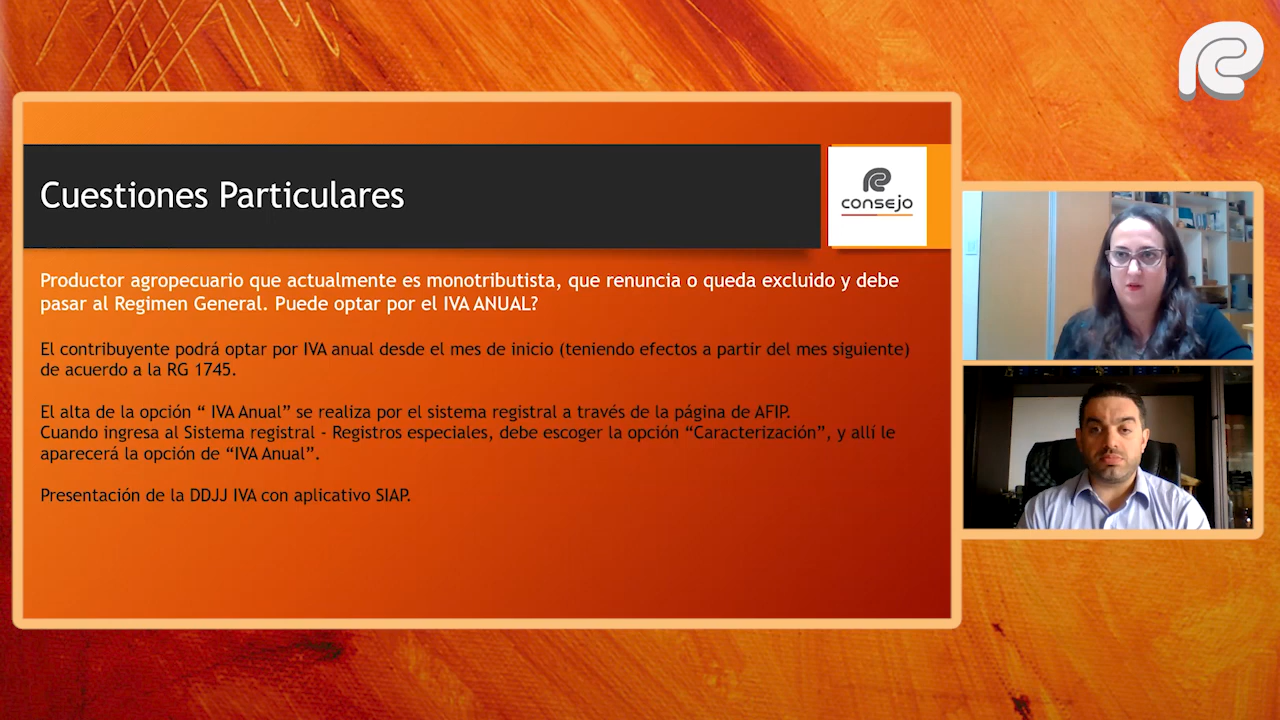 Cuestiones Particulares
consejo
Productor agropecuario que actualmente es monotributista, que renuncia o queda excluido y debe
pasar al Regimen General. Puede optar por el IVA ANUAL?
El contribuyente podrá optar por IVA anual desde el mes de inicio (teniendo efectos a partir del mes siguiente)
de acuerdo a la RG 1745.
El alta de la opción “ IVA Anual” se realiza por el sistema registral a través de la página de AFIP.
Cuando ingresa al Sistema registral - Registros especiales, debe escoger la opción “Caracterización”, y allí le
aparecerá la opción de “IVA Anual”.
Presentación de la DDJJ IVA con aplicativo SIAP.